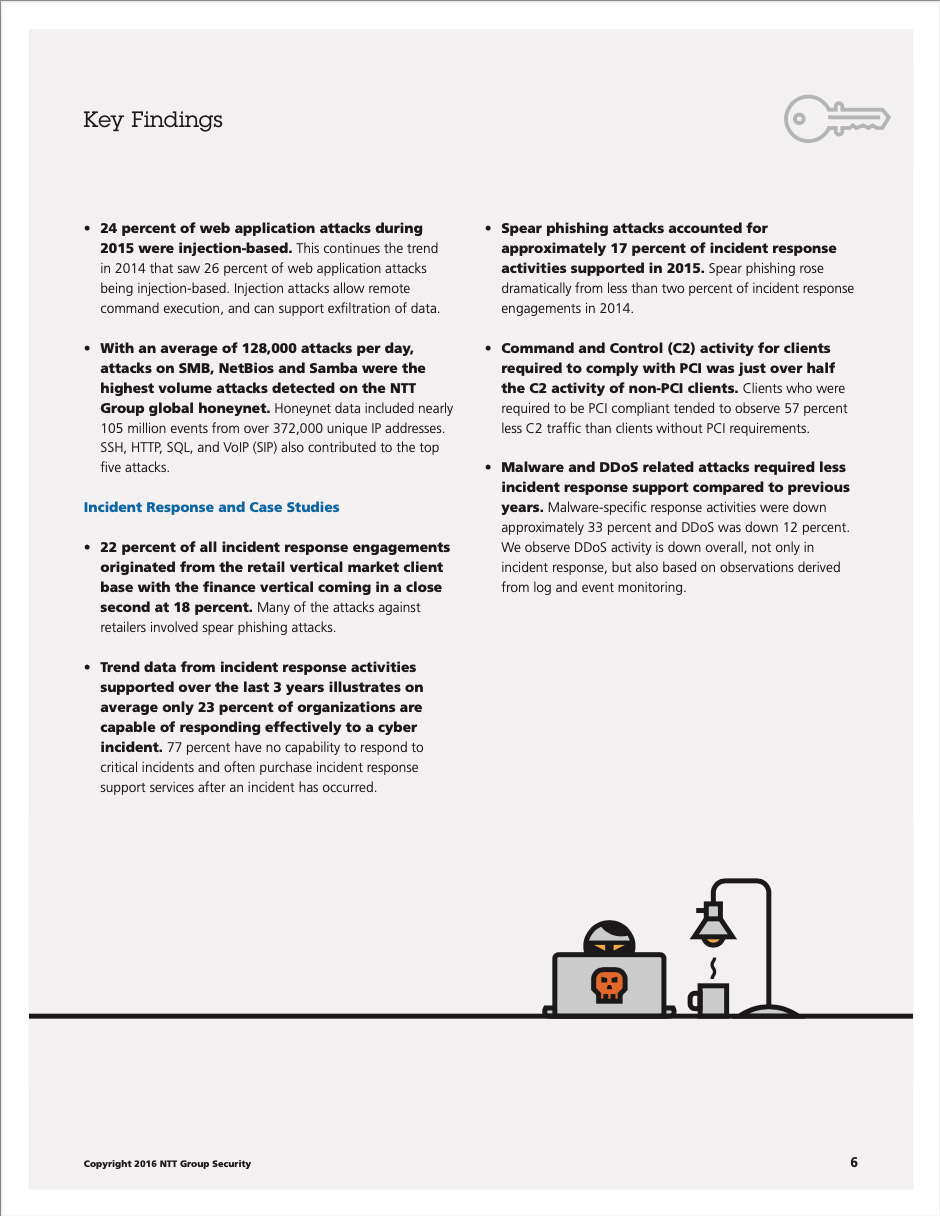 Key Findings
• 24 percent of web application attacks during
2015 were injection-based. This continues the trend
in 2014 that saw 26 percent of web application attacks
being injection-based. Injection attacks allow remote
command execution, and can support exfiltration of data.
• With an average of 128,000 attacks per day,
attacks on SMB, NetBios and Samba were the
highest volume attacks detected on the NTT
Group global honeynet. Honeynet data included nearly
105 million events from over 372,000 unique IP addresses.
SSH, HTTP, SQL, and VoIP (SIP) also contributed to the top
five attacks.
Incident Response and Case Studies
• 22 percent of all incident response engagements
originated from the retail vertical market client
base with the finance vertical coming in a close
second at 18 percent. Many of the attacks against
retailers involved spear phishing attacks.
• Trend data from incident response activities
supported over the last 3 years illustrates on
average only 23 percent of organizations are
capable of responding effectively to a cyber
incident. 77 percent have no capability to respond to
critical incidents and often purchase incident response
support services after an incident has occurred.
• Spear phishing attacks accounted for
approximately 17 percent of incident response
activities supported in 2015. Spear phishing rose
dramatically from less than two percent of incident response
engagements in 2014.
• Command and Control (C2) activity for clients
required to comply with PCI was just over half
the C2 activity of non-PCI clients. Clients who were
required to be PCI compliant tended to observe 57 percent
less C2 traffic than clients without PCI requirements.
• Malware and DDoS related attacks required less
incident response support compared to previous
years. Malware-specific response activities were down
approximately 33 percent and DDoS was down 12 percent.
We observe DDoS activity is down overall, not only in
incident response, but also based on observations derived
from log and event monitoring.
Copyright 2016 NTT Group Security
6